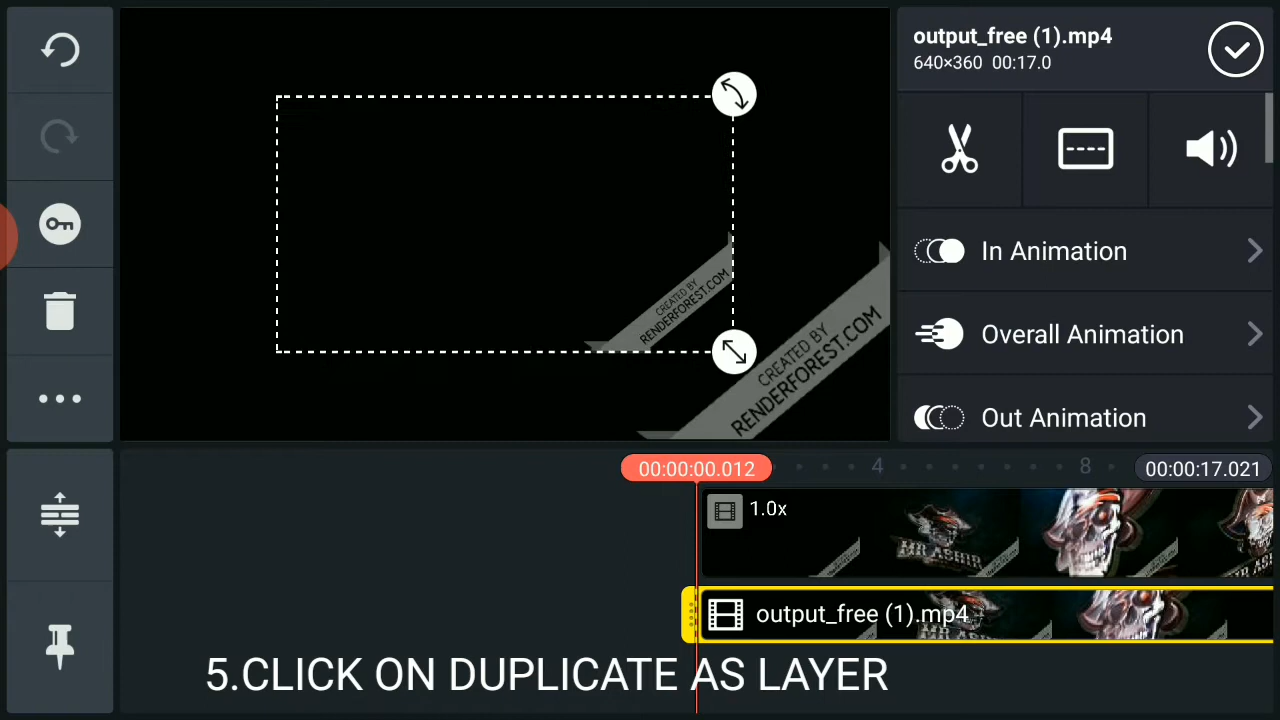 output_free (1).mp4
640×360 00:17.0
CREATED BY
RENDERFOREST.COM
CREATED BY
RENDERFOREST.COM
In Animation
Overall Animation
Out Animation
00:00:00.012
4
8
00:00:17.021
1.0x
MR ASHIR
output_free (1).mp4
5.CLICK ON DUPLICATE AS LAYER